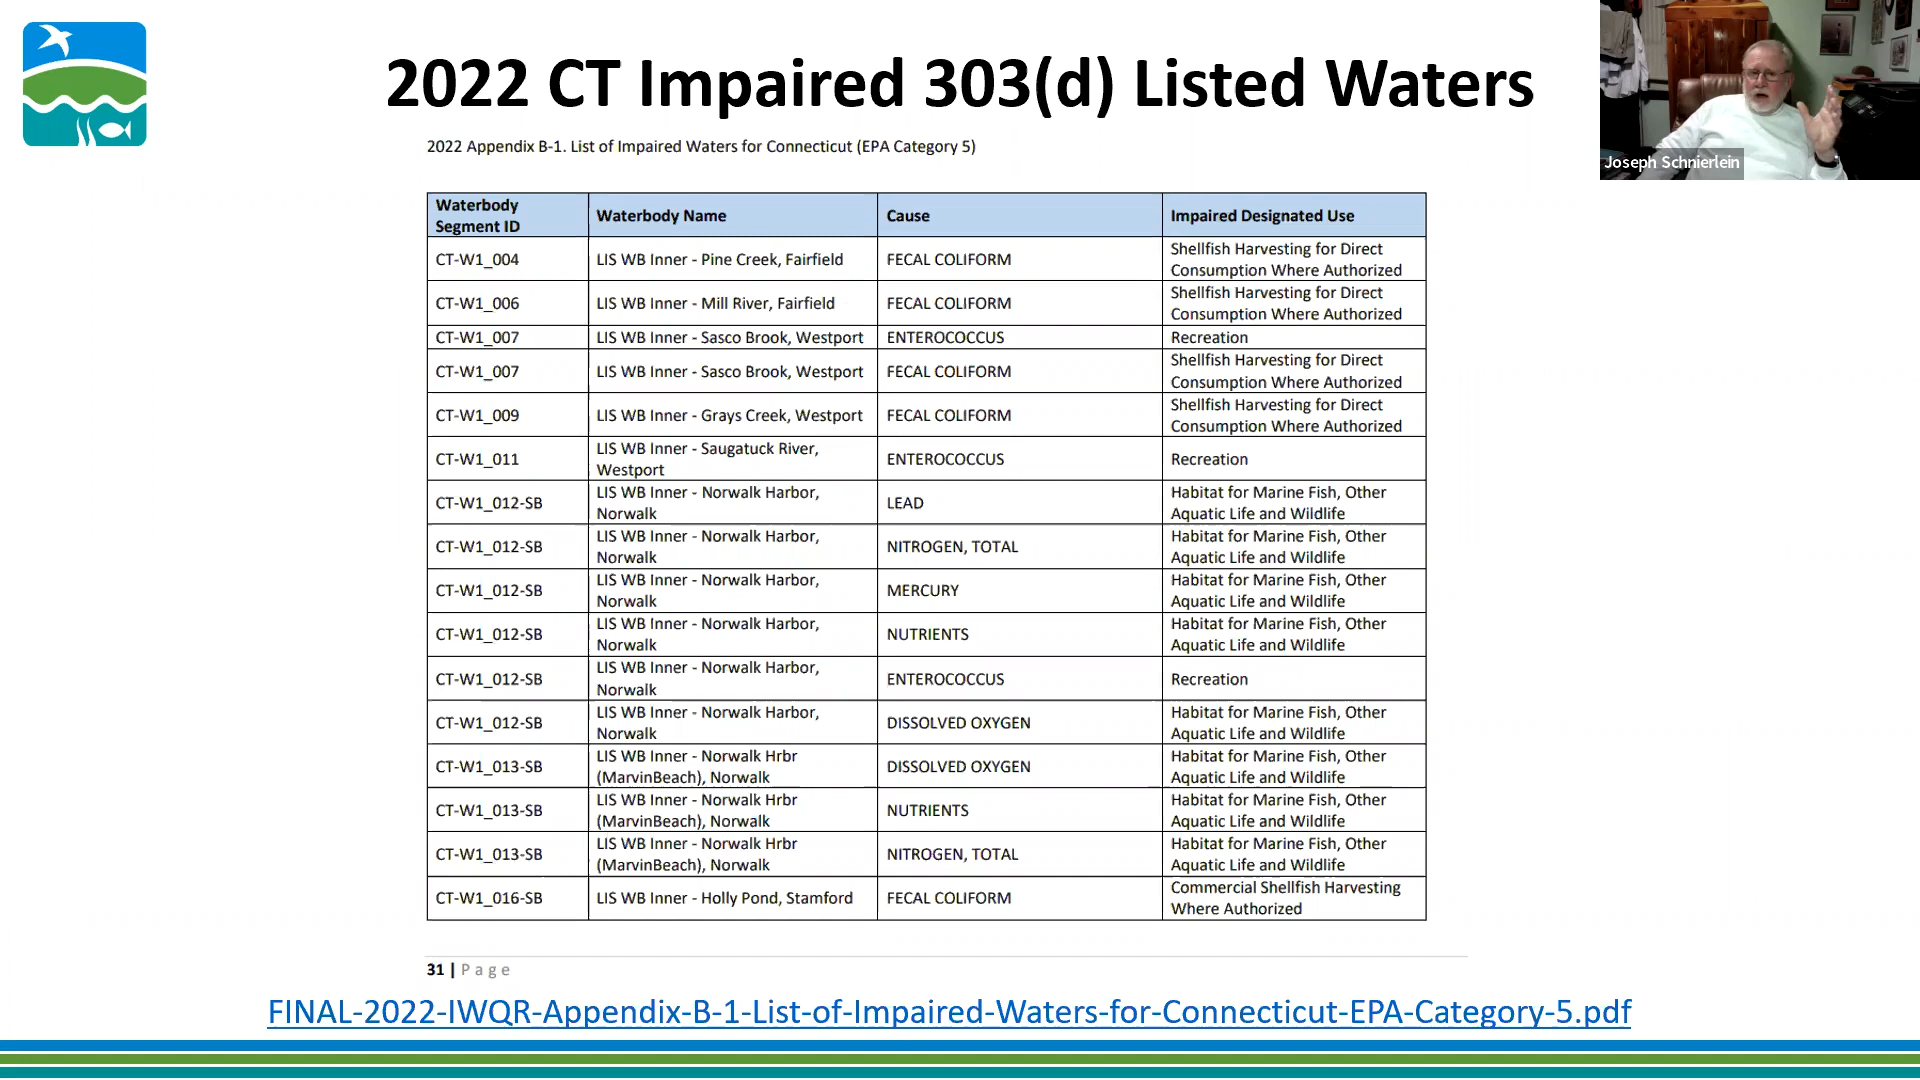 2022 CT Impaired 303(d) Listed Waters
Joseph Schnierlein
2022 Appendix B-1. List of Impaired Waters for Connecticut (EPA Category 5)
Waterbody Segment ID Waterbody Name Cause Impaired Designated Use
CT-W1_004 LIS WB Inner - Pine Creek, Fairfield FECAL COLIFORM Shellfish Harvesting for Direct Consumption Where Authorized
CT-W1_006 LIS WB Inner - Mill River, Fairfield FECAL COLIFORM Shellfish Harvesting for Direct Consumption Where Authorized
CT-W1_007 LIS WB Inner - Sasco Brook, Westport ENTEROCOCCUS Recreation
CT-W1_007 LIS WB Inner - Sasco Brook, Westport FECAL COLIFORM Shellfish Harvesting for Direct Consumption Where Authorized
CT-W1_009 LIS WB Inner - Grays Creek, Westport FECAL COLIFORM Shellfish Harvesting for Direct Consumption Where Authorized
CT-W1_011 LIS WB Inner - Saugatuck River, Westport ENTEROCOCCUS Recreation
CT-W1_012-SB LIS WB Inner - Norwalk Harbor, Norwalk LEAD Habitat for Marine Fish, Other Aquatic Life and Wildlife
CT-W1_012-SB LIS WB Inner - Norwalk Harbor, Norwalk NITROGEN, TOTAL Habitat for Marine Fish, Other Aquatic Life and Wildlife
CT-W1_012-SB LIS WB Inner - Norwalk Harbor, Norwalk MERCURY Habitat for Marine Fish, Other Aquatic Life and Wildlife
CT-W1_012-SB LIS WB Inner - Norwalk Harbor, Norwalk NUTRIENTS Habitat for Marine Fish, Other Aquatic Life and Wildlife
CT-W1_012-SB LIS WB Inner - Norwalk Harbor, Norwalk ENTEROCOCCUS Recreation
CT-W1_012-SB LIS WB Inner - Norwalk Harbor, Norwalk DISSOLVED OXYGEN Habitat for Marine Fish, Other Aquatic Life and Wildlife
CT-W1_013-SB LIS WB Inner - Norwalk Hrbr (MarvinBeach), Norwalk DISSOLVED OXYGEN Habitat for Marine Fish, Other Aquatic Life and Wildlife
CT-W1_013-SB LIS WB Inner - Norwalk Hrbr (MarvinBeach), Norwalk NUTRIENTS Habitat for Marine Fish, Other Aquatic Life and Wildlife
CT-W1_013-SB LIS WB Inner - Norwalk Hrbr (MarvinBeach), Norwalk NITROGEN, TOTAL Habitat for Marine Fish, Other Aquatic Life and Wildlife
CT-W1_016-SB LIS WB Inner - Holly Pond, Stamford FECAL COLIFORM Commercial Shellfish Harvesting Where Authorized
31 | Page
FINAL-2022-IWQR-Appendix-B-1-List-of-Impaired-Waters-for-Connecticut-EPA-Category-5.pdf